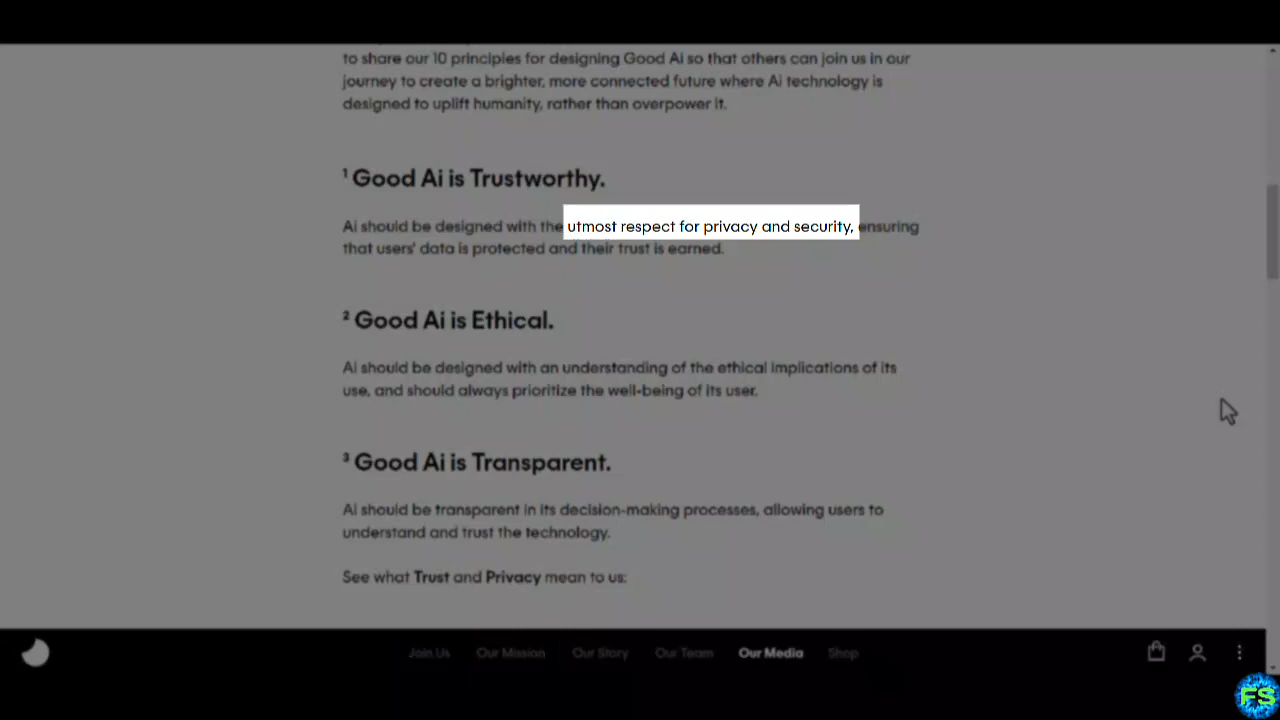 to share our 10 principles for designing Good Ai so that others can join us in our
journey to create a brighter, more connected future where Ai technology is
designed to uplift humanity, rather than overpower it.
¹ Good Ai is Trustworthy.
Ai should be designed with the utmost respect for privacy and security, ensuring
that users' data is protected and their trust is earned.
² Good Ai is Ethical.
Ai should be designed with an understanding of the ethical implications of its
use, and should always prioritize the well-being of its user.
³ Good Ai is Transparent.
Ai should be transparent in its decision-making processes, allowing users to
understand and trust the technology.
See what Trust and Privacy mean to us:
Join Us Our Mission Our Story Our Team Our Media Shop
FS